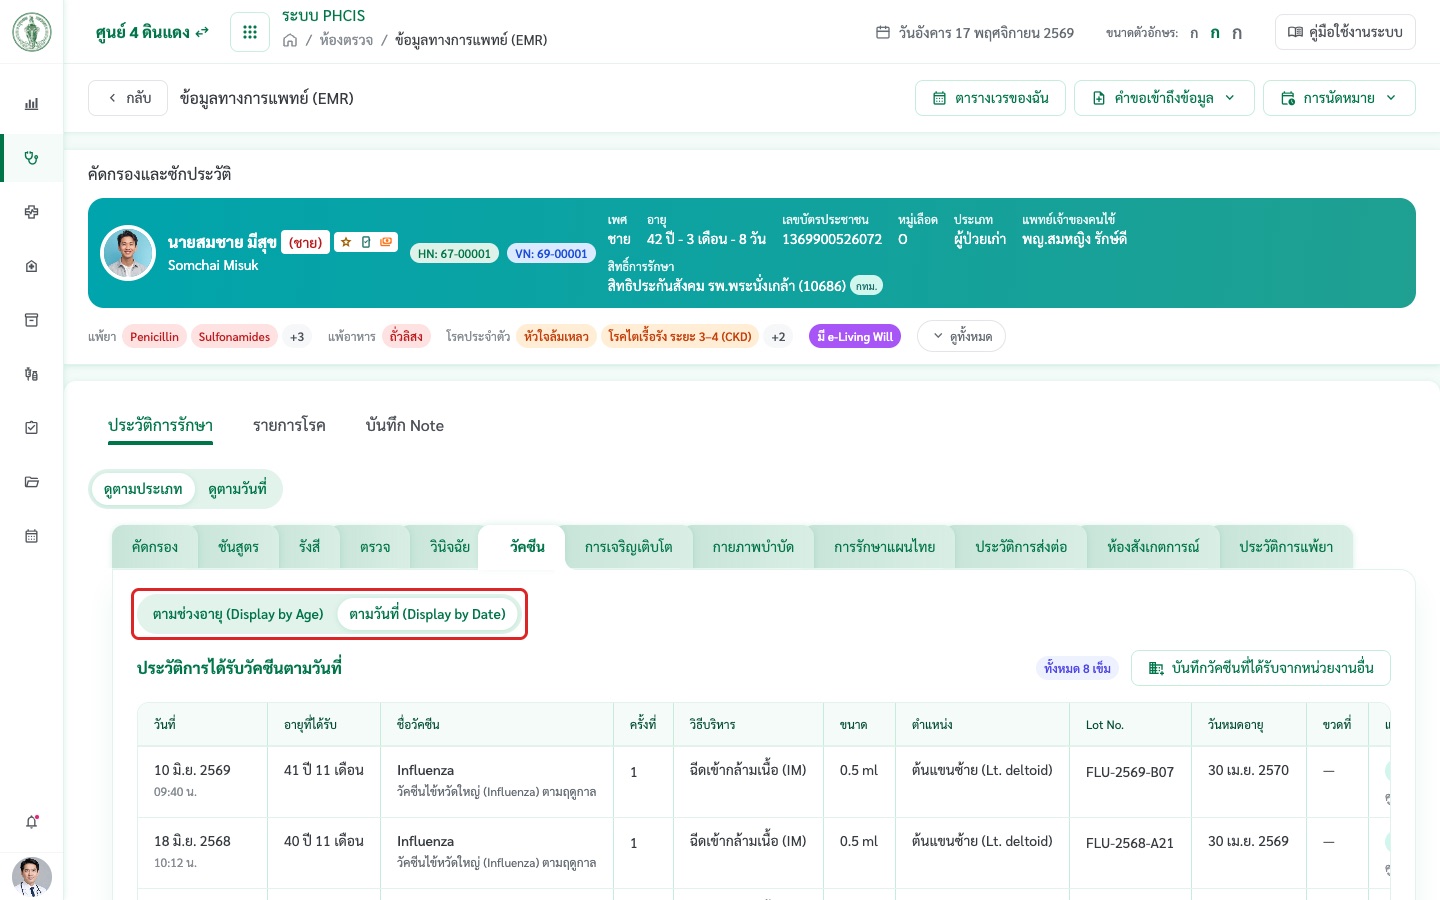 ศูนย์ 4 ดินแดง
ระบบ PHCIS
/ ห้องตรวจ / ข้อมูลทางการแพทย์ (EMR)
วันอังคาร 17 พฤศจิกายน 2569
ขนาดตัวอักษร: ก ก ก
คู่มือใช้งานระบบ
กลับ
ข้อมูลทางการแพทย์ (EMR)
ตารางเวรของฉัน
คำขอเข้าถึงข้อมูล
การนัดหมาย
คัดกรองและซักประวัติ
นายสมชาย มีสุข (ชาย)
Somchai Misuk
HN: 67-00001
VN: 69-00001
เพศ อายุ เลขบัตรประชาชน หมู่เลือด ประเภท แพทย์เจ้าของคนไข้
ชาย 42 ปี - 3 เดือน - 8 วัน 1369900526072 O ผู้ป่วยเก่า พญ.สมหญิง รักษ์ดี
สิทธิ์การรักษา
สิทธิประกันสังคม รพ.พระนั่งเกล้า (10686) กทม.
แพ้ยา Penicillin Sulfonamides +3 แพ้อาหาร ถั่วลิสง โรคประจำตัว หัวใจล้มเหลว โรคไตเรื้อรัง ระยะ 3–4 (CKD) +2 มี e-Living Will ดูทั้งหมด
ประวัติการรักษา รายการโรค บันทึก Note
ดูตามประเภท ดูตามวันที่
คัดกรอง ชันสูตร รังสี ตรวจ วินิจฉัย วัคซีน การเจริญเติบโต กายภาพบำบัด การรักษาแผนไทย ประวัติการส่งต่อ ห้องสังเกตการณ์ ประวัติการแพ้ยา
ตามช่วงอายุ (Display by Age) ตามวันที่ (Display by Date)
ประวัติการได้รับวัคซีนตามวันที่
ทั้งหมด 8 เข็ม
บันทึกวัคซีนที่ได้รับจากหน่วยงานอื่น
วันที่ อายุที่ได้รับ ชื่อวัคซีน ครั้งที่ วิธีบริหาร ขนาด ตำแหน่ง Lot No. วันหมดอายุ ขวดที่
10 มิ.ย. 2569 41 ปี 11 เดือน Influenza 1 ฉีดเข้ากล้ามเนื้อ (IM) 0.5 ml ต้นแขนซ้าย (Lt. deltoid) FLU-2569-B07 30 เม.ย. 2570 —
09:40 น. วัคซีนไข้หวัดใหญ่ (Influenza) ตามฤดูกาล
18 มิ.ย. 2568 40 ปี 11 เดือน Influenza 1 ฉีดเข้ากล้ามเนื้อ (IM) 0.5 ml ต้นแขนซ้าย (Lt. deltoid) FLU-2568-A21 30 เม.ย. 2569 —
10:12 น. วัคซีนไข้หวัดใหญ่ (Influenza) ตามฤดูกาล